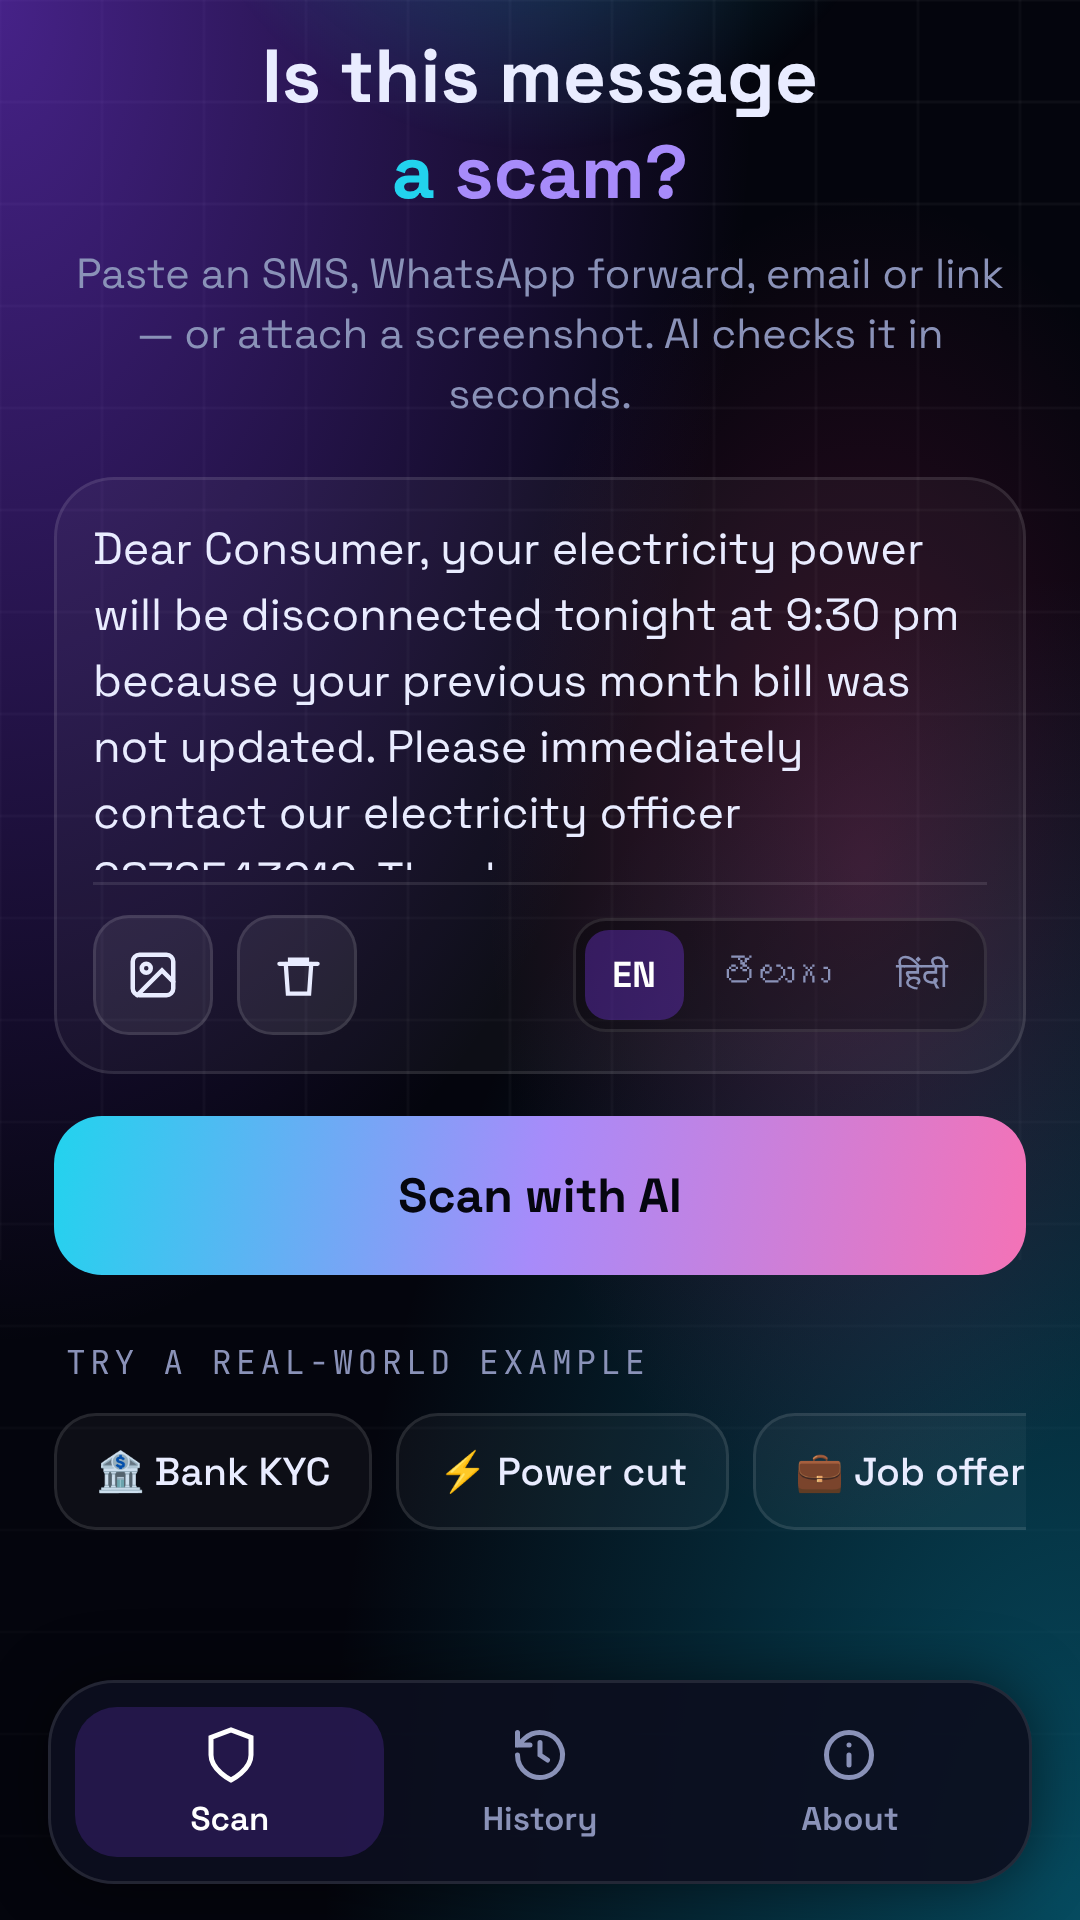 Is this message
a scam?
Paste an SMS, WhatsApp forward, email or link
— or attach a screenshot. AI checks it in
seconds.
Dear Consumer, your electricity power
will be disconnected tonight at 9:30 pm
because your previous month bill was
not updated. Please immediately
contact our electricity officer
EN తెలుగు हिंदी
Scan with AI
TRY A REAL-WORLD EXAMPLE
🏦 Bank KYC ⚡ Power cut 💼 Job offer
Scan History About